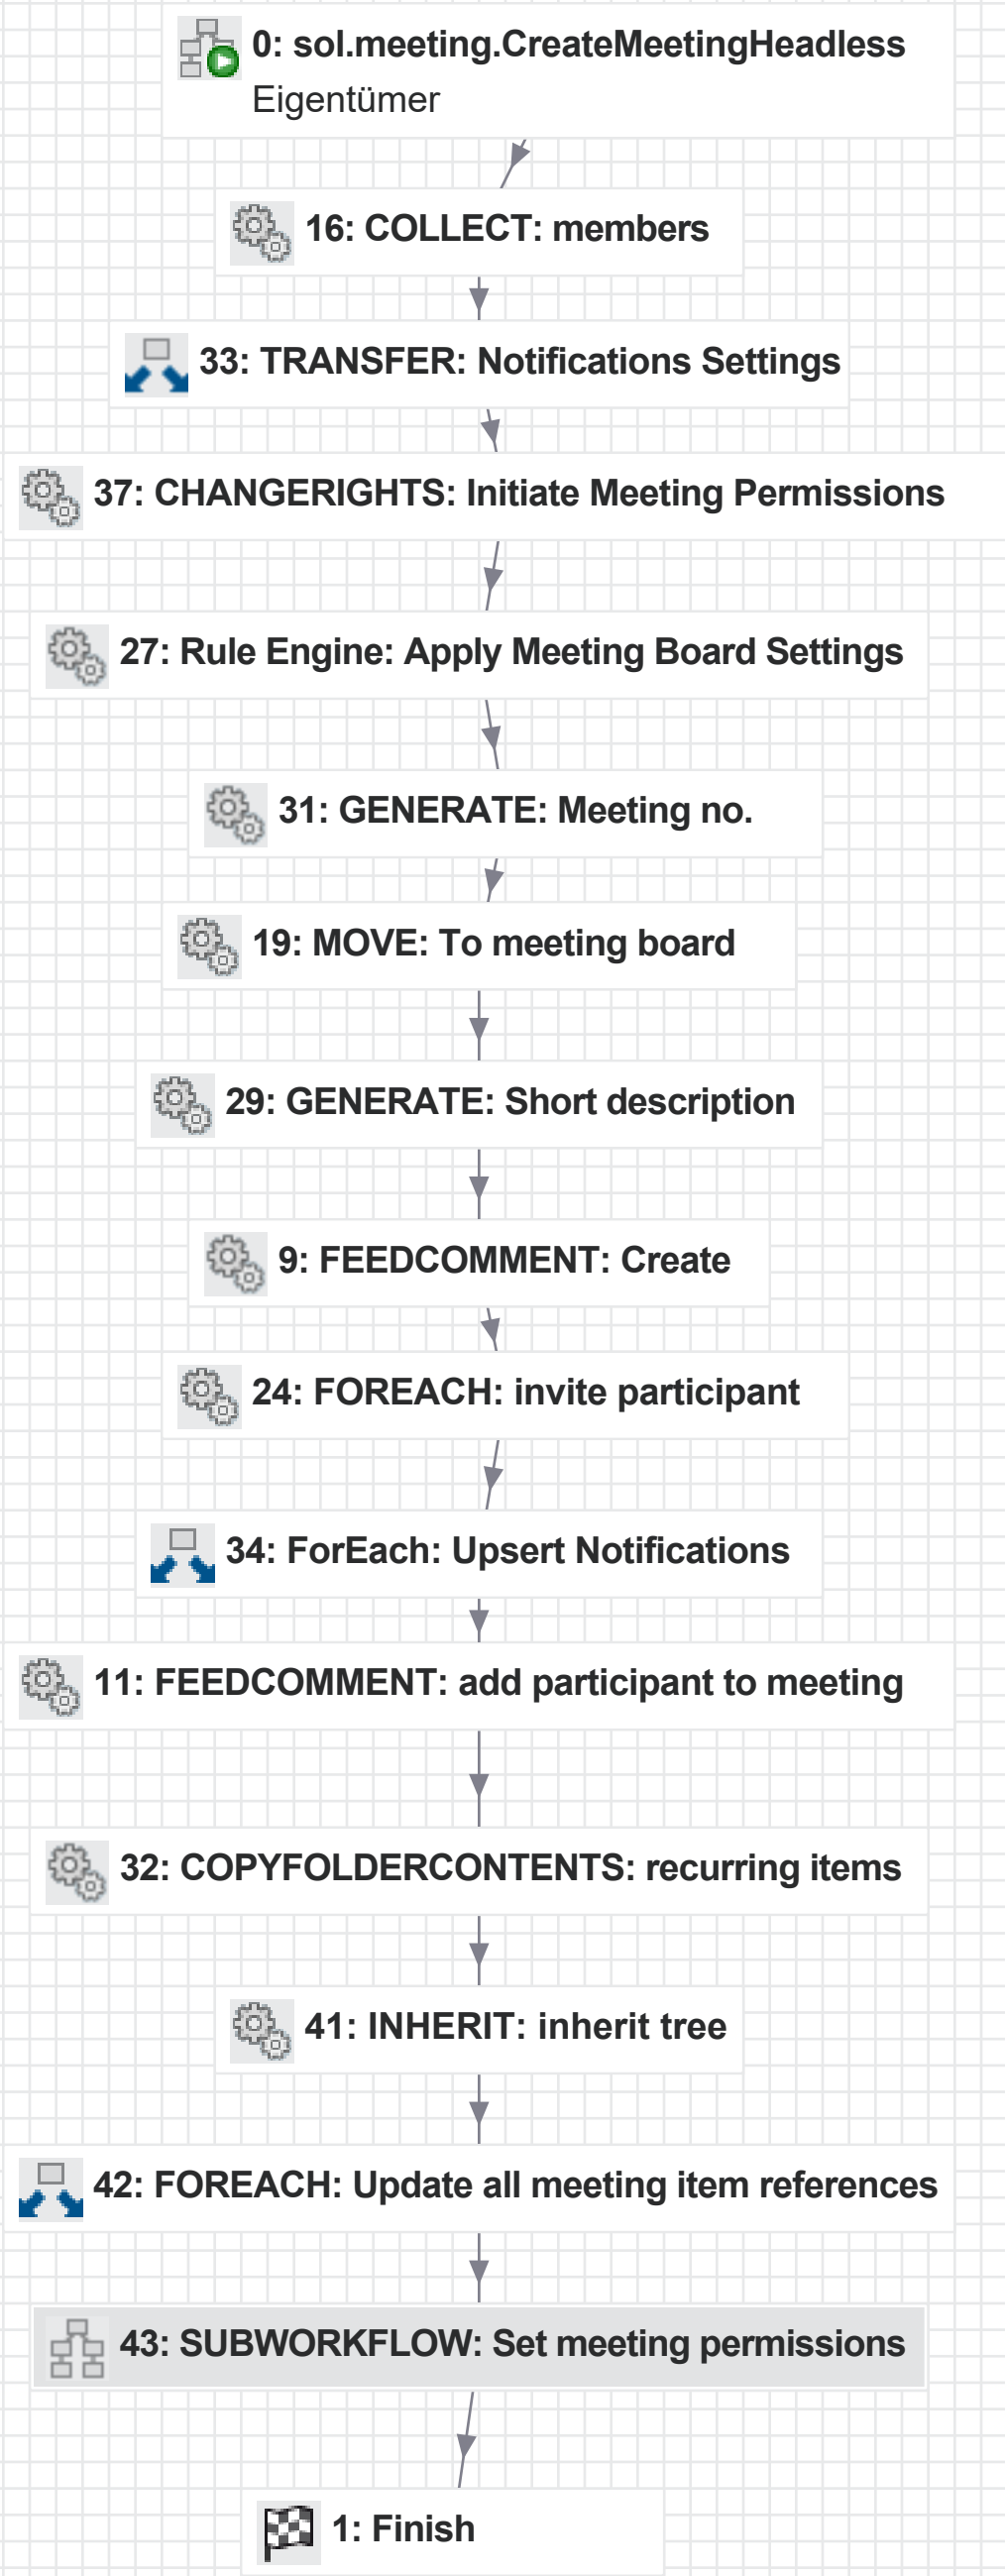 0: sol.meeting.CreateMeetingHeadless
Eigentümer
16: COLLECT: members
33: TRANSFER: Notifications Settings
37: CHANGERIGHTS: Initiate Meeting Permissions
27: Rule Engine: Apply Meeting Board Settings
31: GENERATE: Meeting no.
19: MOVE: To meeting board
29: GENERATE: Short description
9: FEEDCOMMENT: Create
24: FOREACH: invite participant
34: ForEach: Upsert Notifications
11: FEEDCOMMENT: add participant to meeting
32: COPYFOLDERCONTENTS: recurring items
41: INHERIT: inherit tree
42: FOREACH: Update all meeting item references
43: SUBWORKFLOW: Set meeting permissions
1: Finish